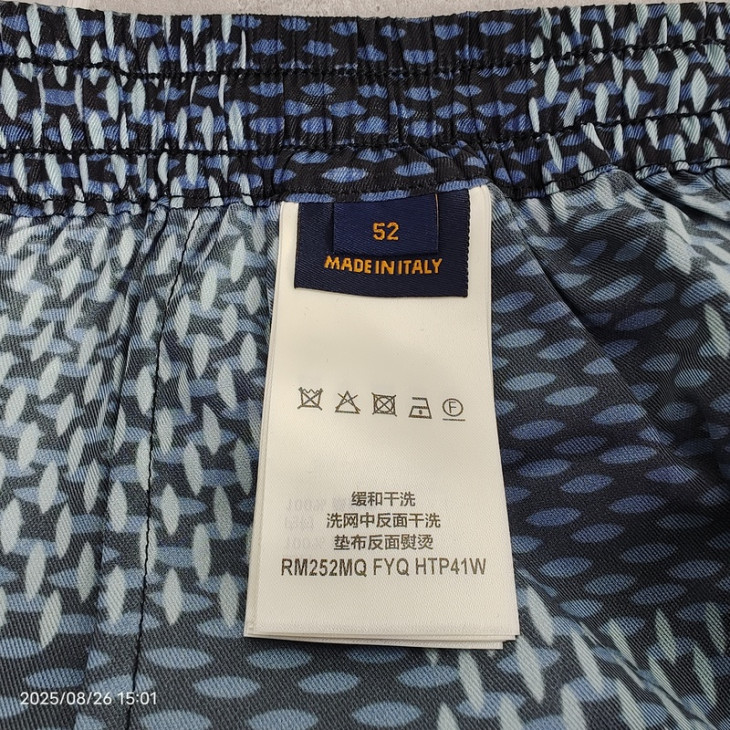 52
MADE IN ITALY
F
缓和干洗
洗网中反面干洗
垫布反面熨烫
RM252MQ FYQ HTP41W
2025/08/26 15:01